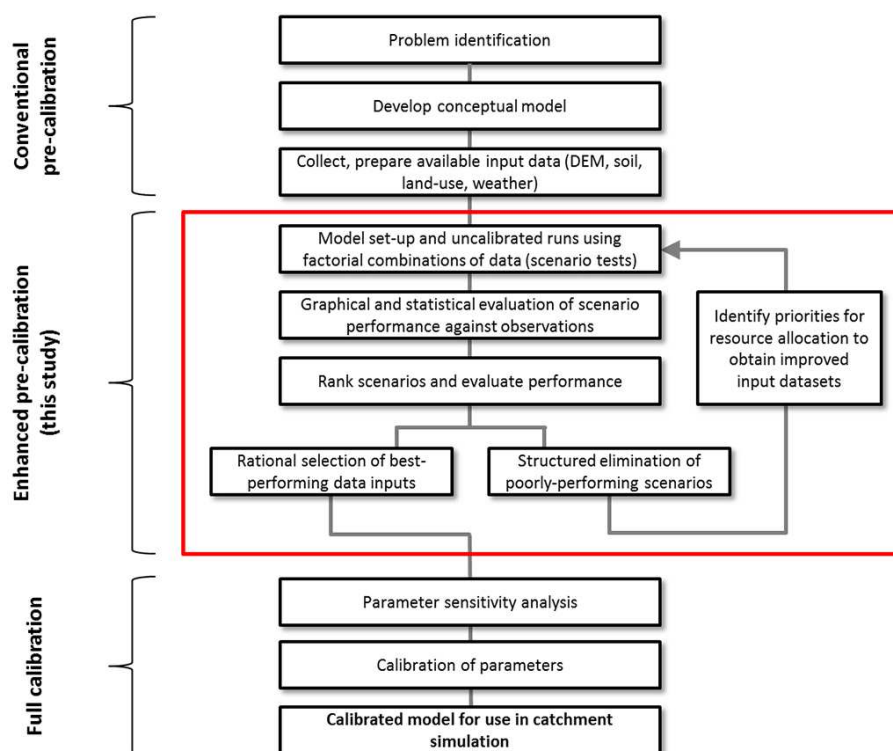 Conventional
pre-calibration
Problem identification
Develop conceptual model
Collect, prepare available input data (DEM, soil,
land-use, weather)
Enhanced pre-calibration
(this study)
Model set-up and uncalibrated runs using
factorial combinations of data (scenario tests)
Graphical and statistical evaluation of scenario
performance against observations
Rank scenarios and evaluate performance
Identify priorities for
resource allocation to
obtain improved
input datasets
Rational selection of best-
performing data inputs
Structured elimination of
poorly-performing scenarios
Full calibration
Parameter sensitivity analysis
Calibration of parameters
Calibrated model for use in catchment
simulation